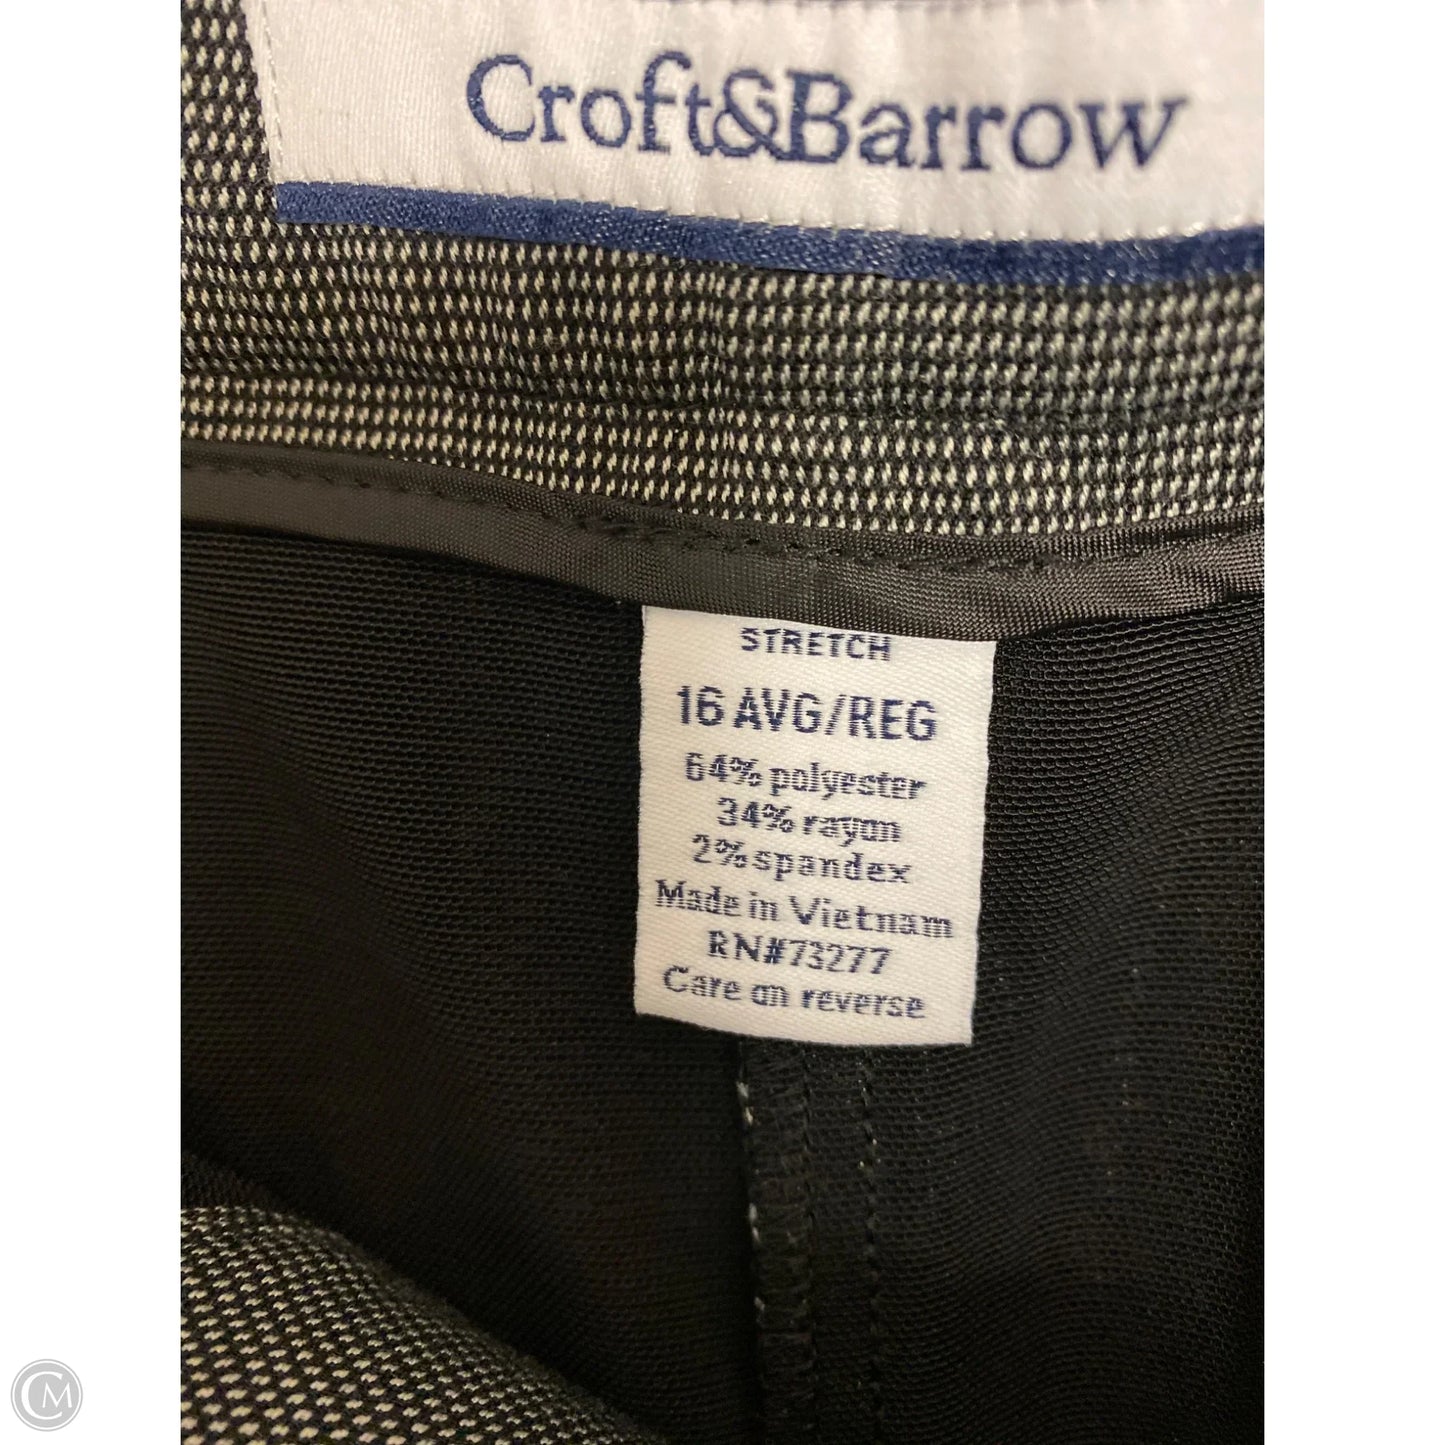 Croft&Barrow
STRETCH
16 AVG/REG
64% polyester
34% rayon
2% spandex
Made in Vietnam
RN#73277
Care on reverse
CM